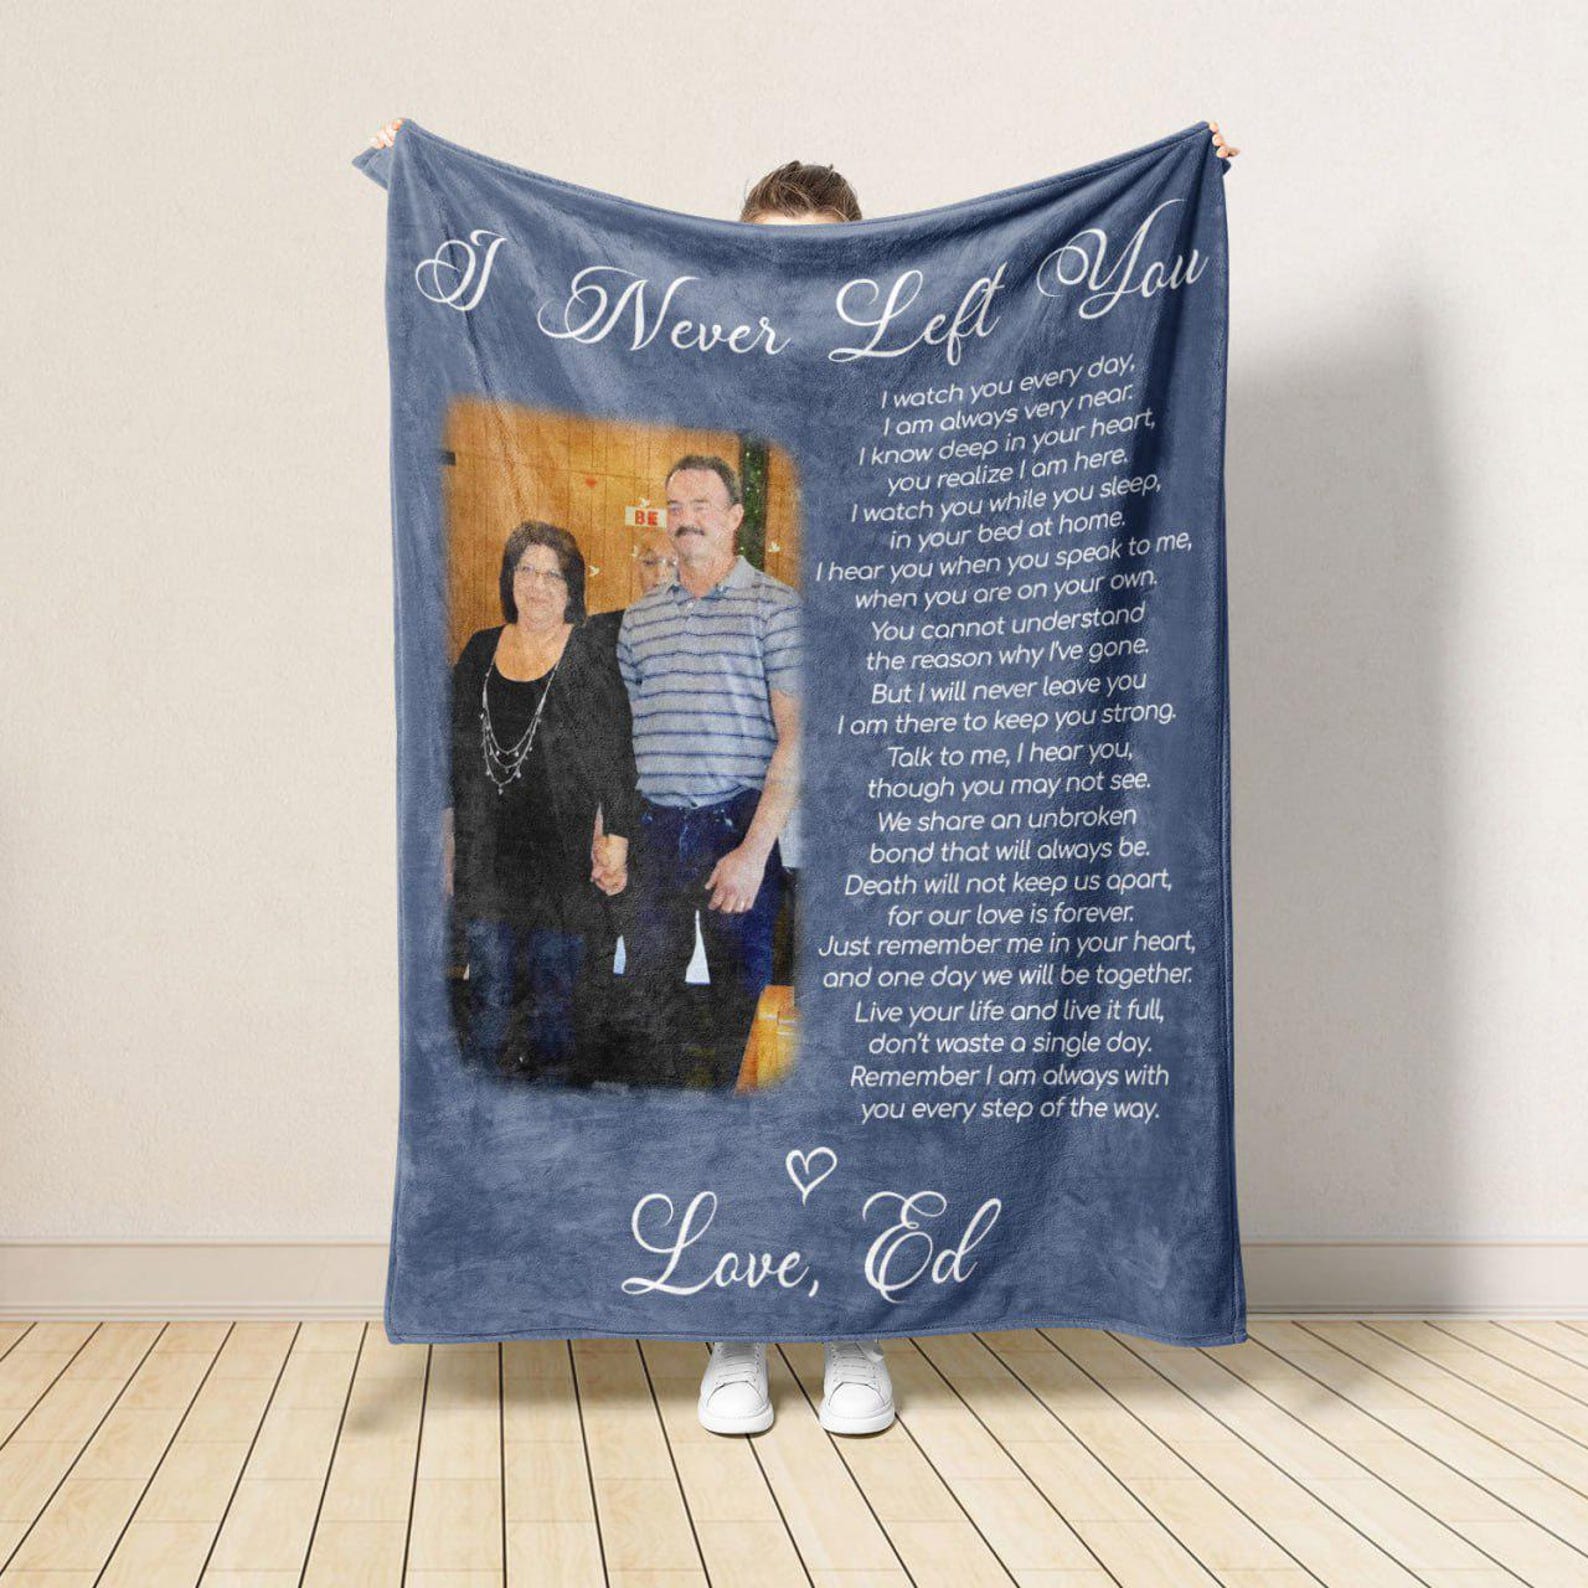 I Never Left You
I watch you every day,
I am always very near.
I know deep in your heart,
you realize I am here.
I watch you while you sleep,
in your bed at home.
I hear you when you speak to me,
when you are on your own.
You cannot understand
the reason why I've gone.
But I will never leave you
I am there to keep you strong.
Talk to me, I hear you,
though you may not see.
We share an unbroken
bond that will always be.
Death will not keep us apart,
for our love is forever.
Just remember me in your heart,
and one day we will be together.
Live your life and live it full,
don't waste a single day.
Remember I am always with
you every step of the way.
BE
Love, Ed